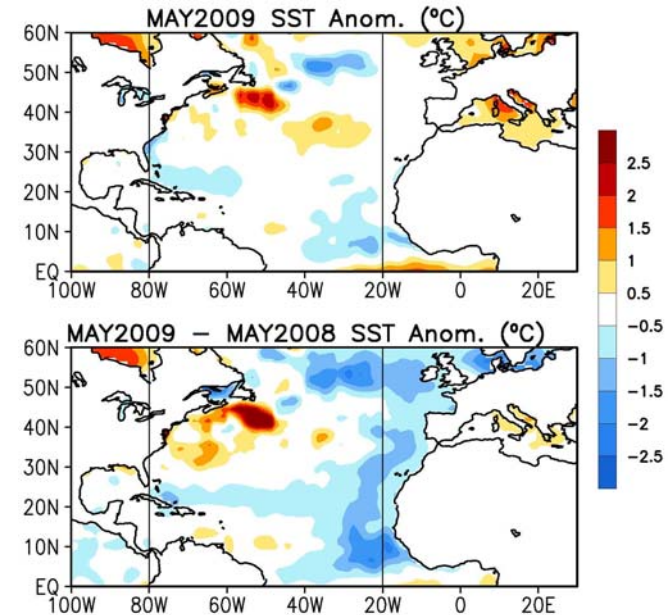 MAY2009 SST Anom. (ºC)
60N
50N
40N
30N
20N
10N
EQ
100W 80W 60W 40W 20W 0 20E
MAY2009 – MAY2008 SST Anom. (ºC)
60N
50N
40N
30N
20N
10N
EQ
100W 80W 60W 40W 20W 0 20E
2.5
2
1.5
1
0.5
-0.5
-1
-1.5
-2
-2.5